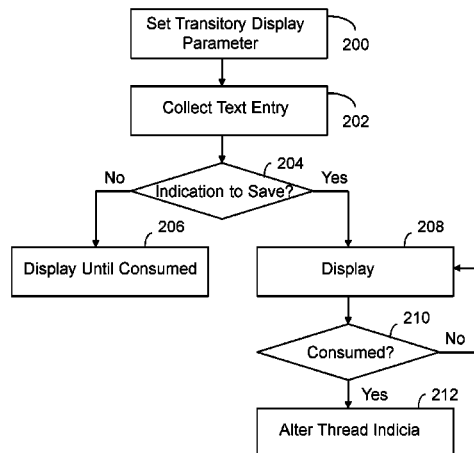 Set Transitory Display
Parameter
200
Collect Text Entry
202
204
No
Indication to Save?
Yes
206
Display Until Consumed
208
Display
210
Consumed?
No
Yes
212
Alter Thread Indicia